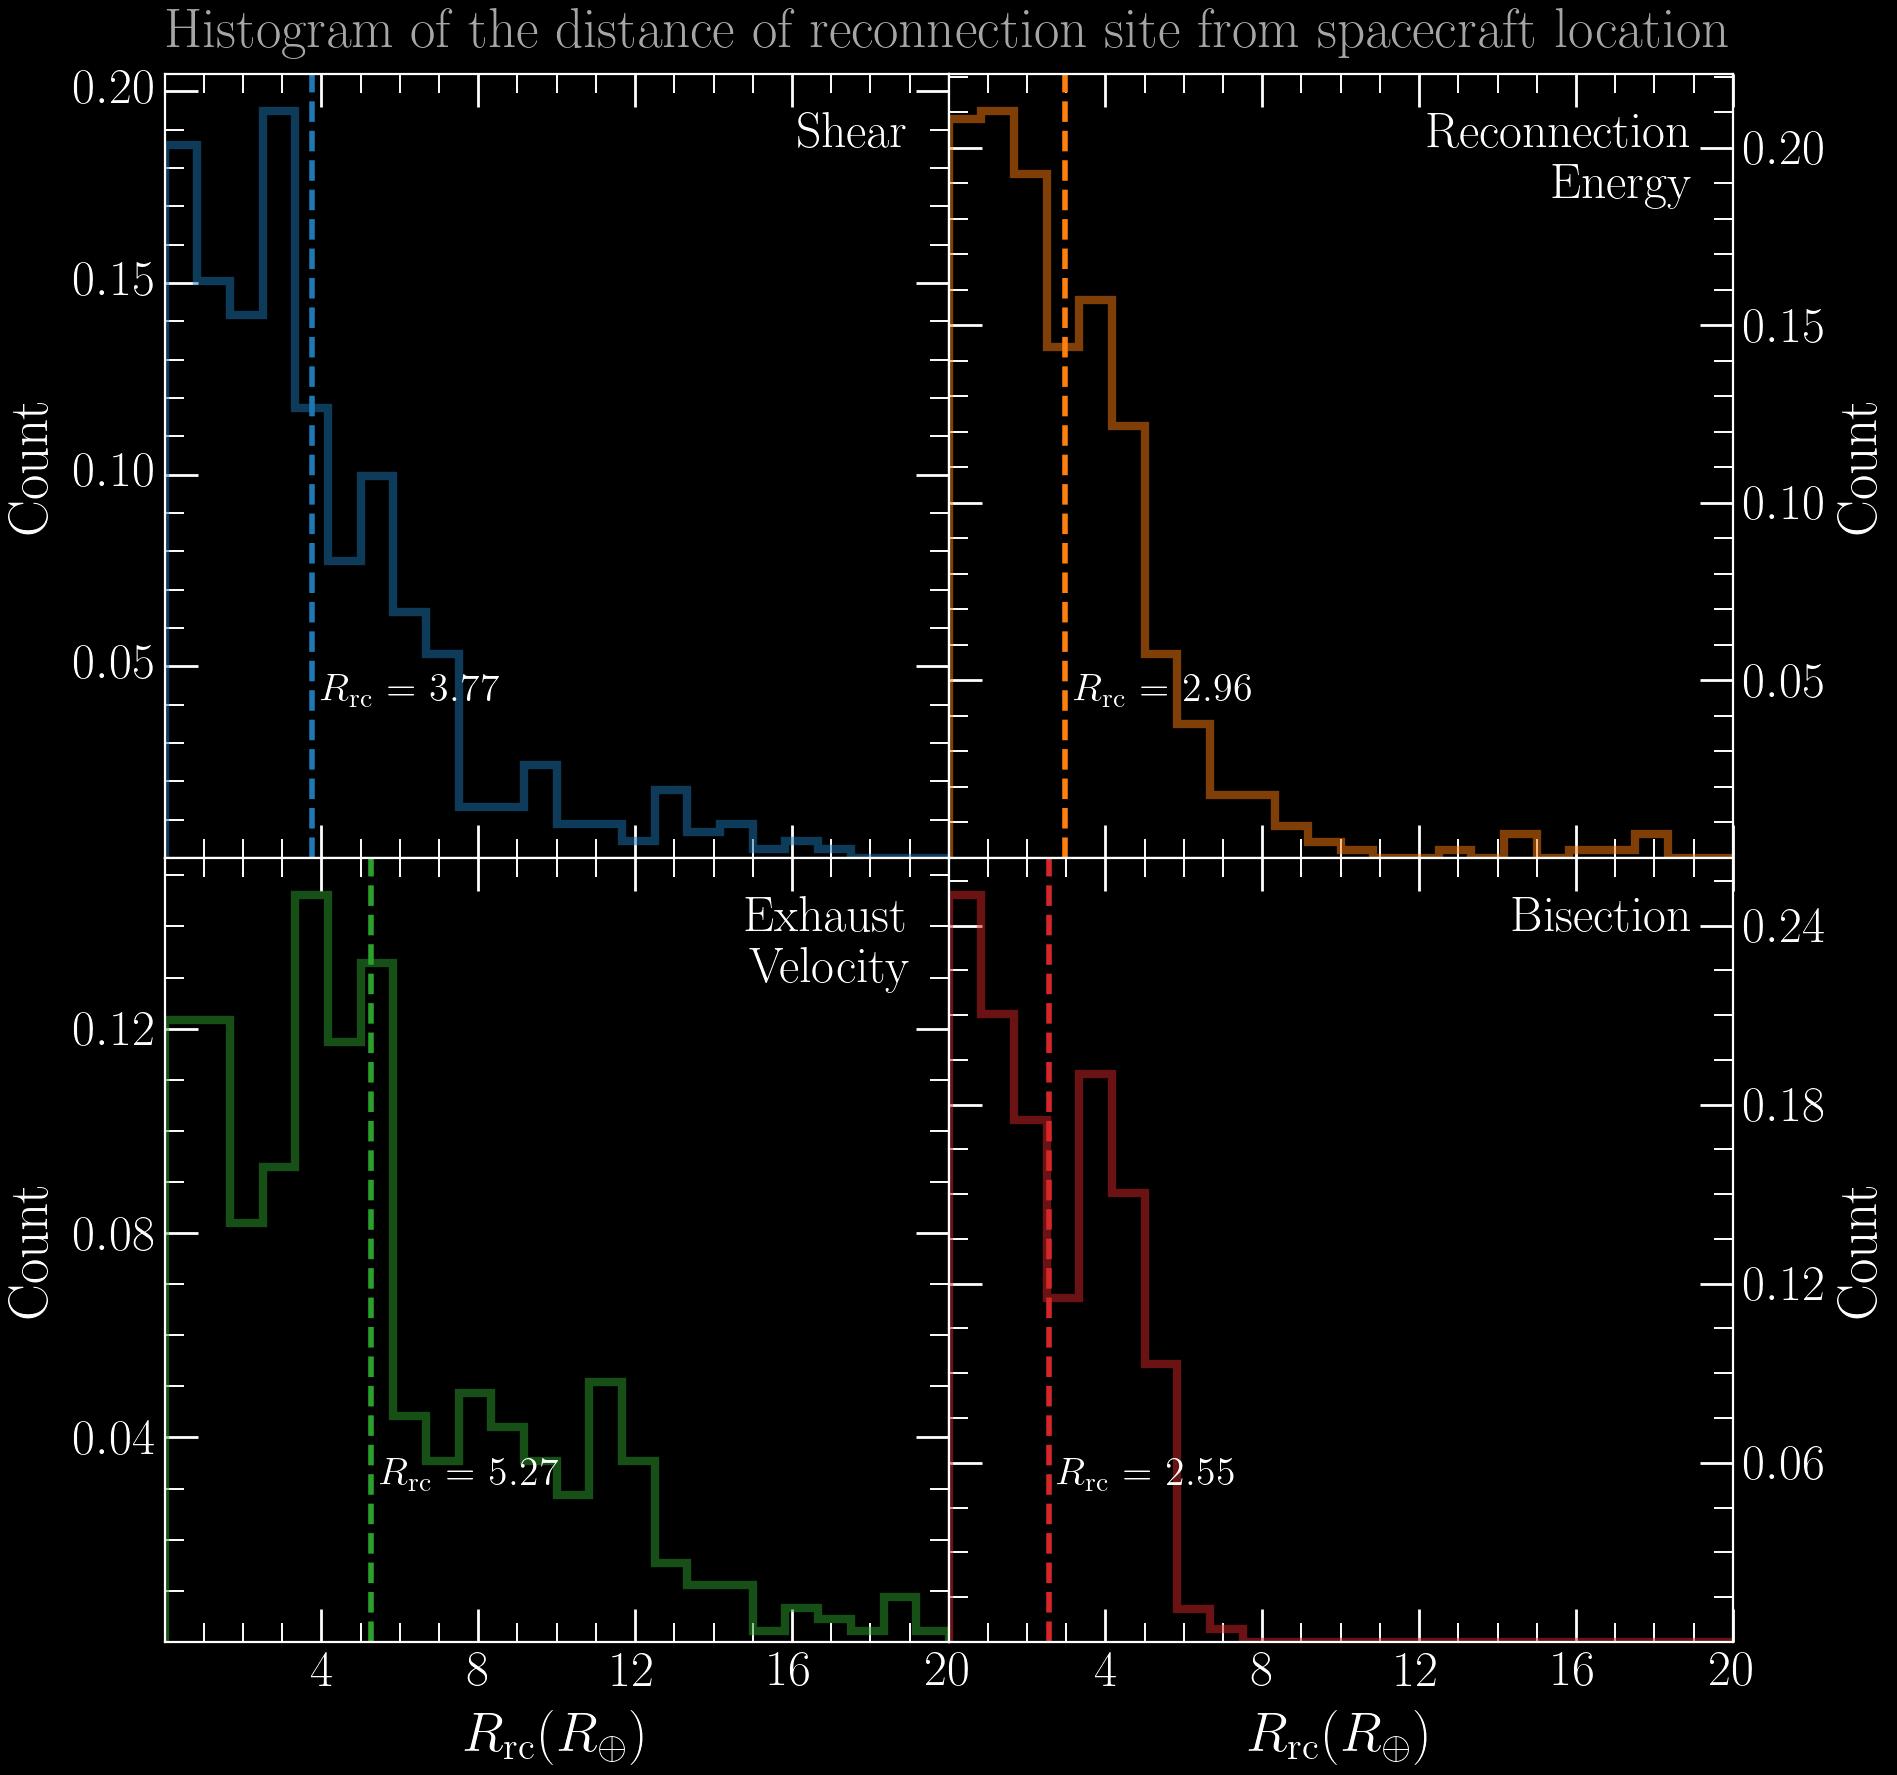 Histogram of the distance of reconnection site from spacecraft location
0.20
0.15
0.10
0.05
Count
Shear
R_rc = 3.77
Reconnection
Energy
R_rc = 2.96
0.20
0.15
0.10
0.05
Count
0.12
0.08
0.04
Count
Exhaust
Velocity
R_rc = 5.27
Bisection
R_rc = 2.55
0.24
0.18
0.12
0.06
Count
4 8 12 16 20 4 8 12 16 20
R_rc(R_⊕) R_rc(R_⊕)